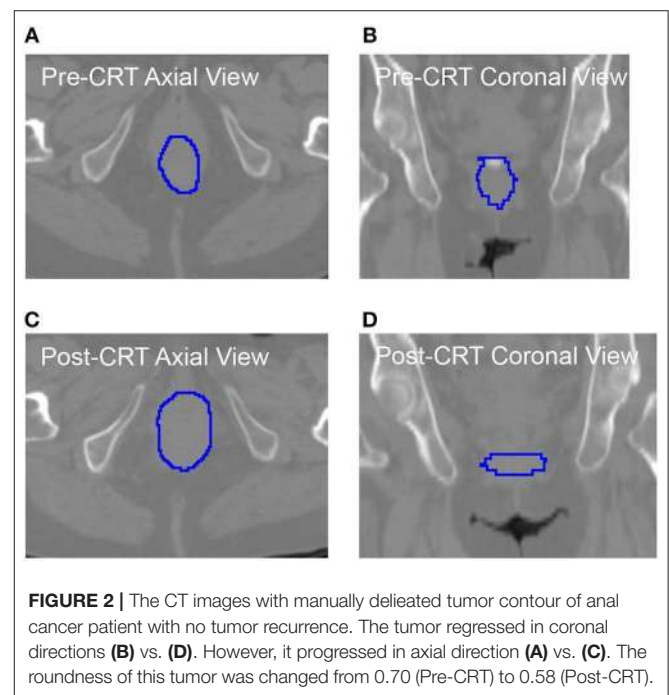 A
B
Pre-CRT Axial View
Pre-CRT Coronal View
C
D
Post-CRT Axial View
Post-CRT Coronal View
FIGURE 2 | The CT images with manually delieated tumor contour of anal
cancer patient with no tumor recurrence. The tumor regressed in coronal
directions (B) vs. (D). However, it progressed in axial direction (A) vs. (C). The
roundness of this tumor was changed from 0.70 (Pre-CRT) to 0.58 (Post-CRT).